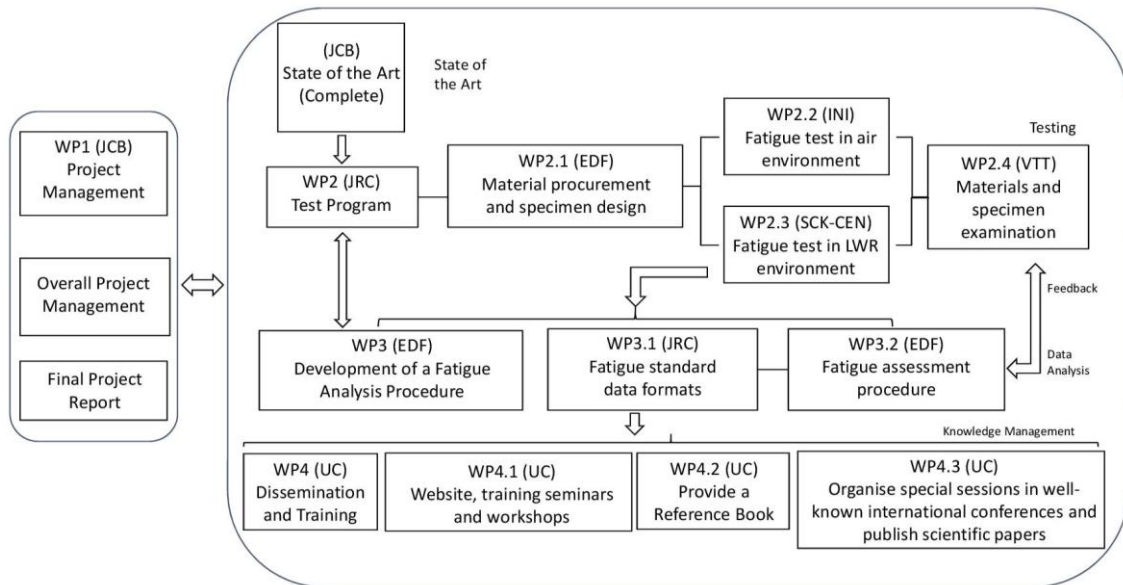 (JCB)
State of the Art
(Complete)
State of
the Art
WP1 (JCB)
Project
Management
Overall Project
Management
Final Project
Report
WP2 (JRC)
Test Program
WP2.1 (EDF)
Material procurement
and specimen design
WP2.2 (INI)
Fatigue test in air
environment
WP2.3 (SCK-CEN)
Fatigue test in LWR
environment
Testing
WP2.4 (VTT)
Materials and
specimen
examination
Feedback
Data
Analysis
WP3 (EDF)
Development of a Fatigue
Analysis Procedure
WP3.1 (JRC)
Fatigue standard
data formats
WP3.2 (EDF)
Fatigue assessment
procedure
Knowledge Management
WP4 (UC)
Dissemination
and Training
WP4.1 (UC)
Website, training seminars
and workshops
WP4.2 (UC)
Provide a
Reference Book
WP4.3 (UC)
Organise special sessions in well-
known international conferences and
publish scientific papers